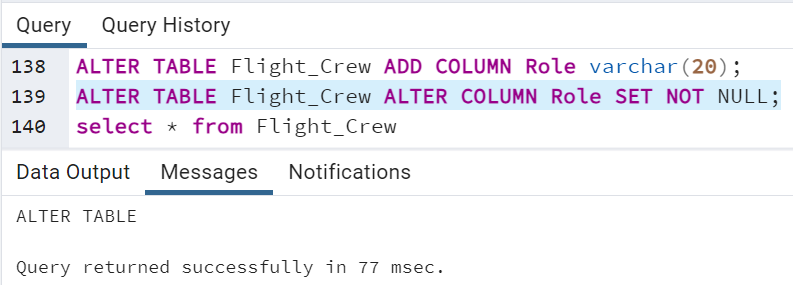 Query Query History
138 ALTER TABLE Flight_Crew ADD COLUMN Role varchar(20);
139 ALTER TABLE Flight_Crew ALTER COLUMN Role SET NOT NULL;
140 select * from Flight_Crew
Data Output Messages Notifications
ALTER TABLE
Query returned successfully in 77 msec.